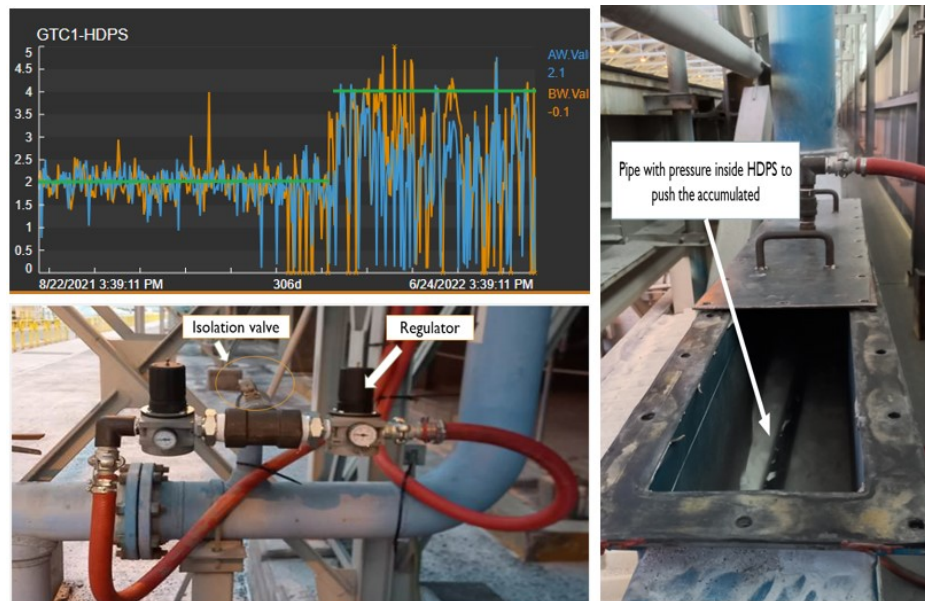 GTC1-HDPS
5
4.5
4
3.5
3
2.5
2
1.5
1
0.5
0
8/22/2021 3:39:11 PM 306d 6/24/2022 3:39:11 PM
AW.Val
2.1
BW.Val
-0.1
Isolation valve
Regulator
Pipe with pressure inside HDPS to
push the accumulated